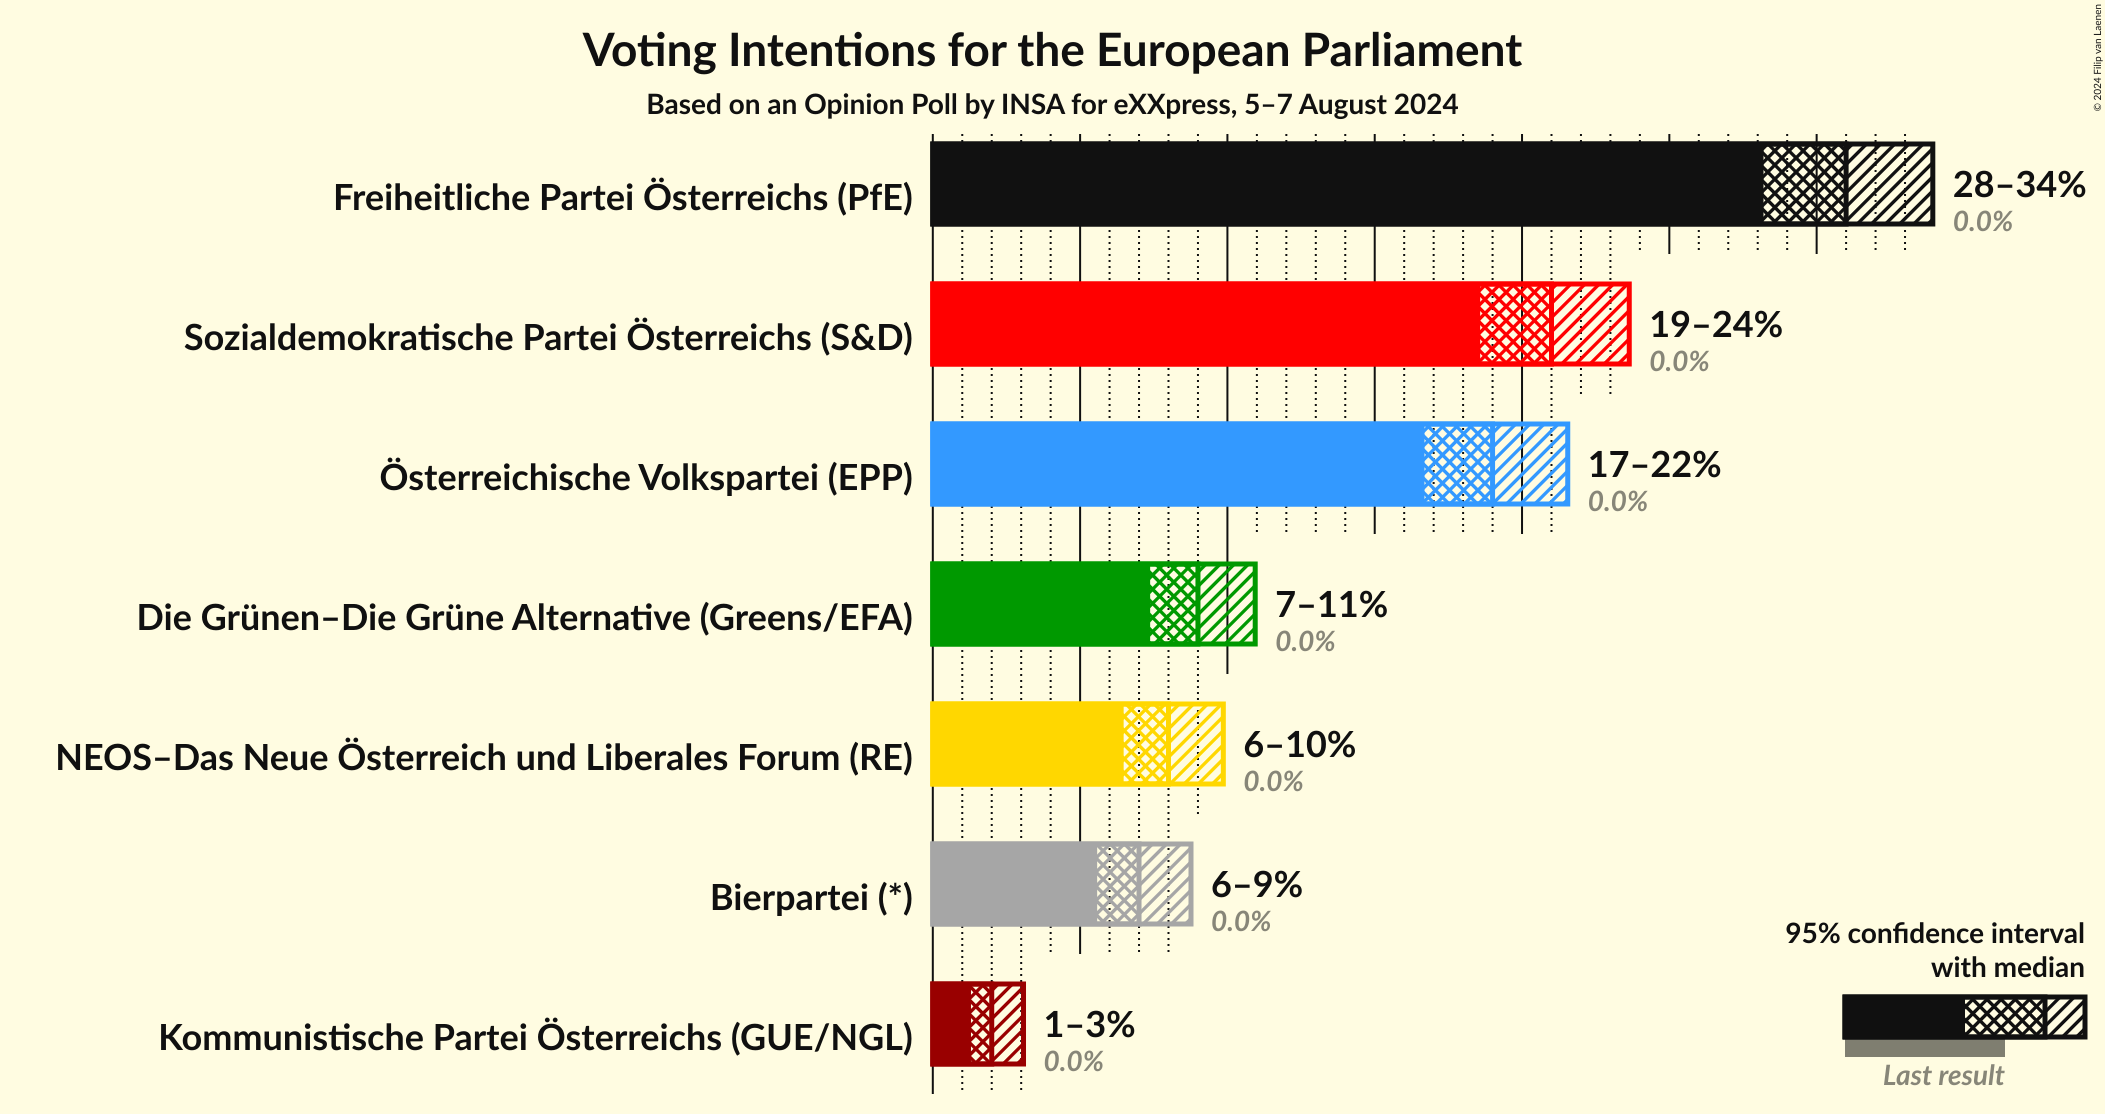 Voting Intentions for the European Parliament
Based on an Opinion Poll by INSA for eXXpress, 5–7 August 2024
© 2024 Filip van Laenen
Freiheitliche Partei Österreichs (PfE)
28–34%
0.0%
Sozialdemokratische Partei Österreichs (S&D)
19–24%
0.0%
Österreichische Volkspartei (EPP)
17–22%
0.0%
Die Grünen–Die Grüne Alternative (Greens/EFA)
7–11%
0.0%
NEOS–Das Neue Österreich und Liberales Forum (RE)
6–10%
0.0%
Bierpartei (*)
6–9%
0.0%
Kommunistische Partei Österreichs (GUE/NGL)
1–3%
0.0%
95% confidence interval
with median
Last result